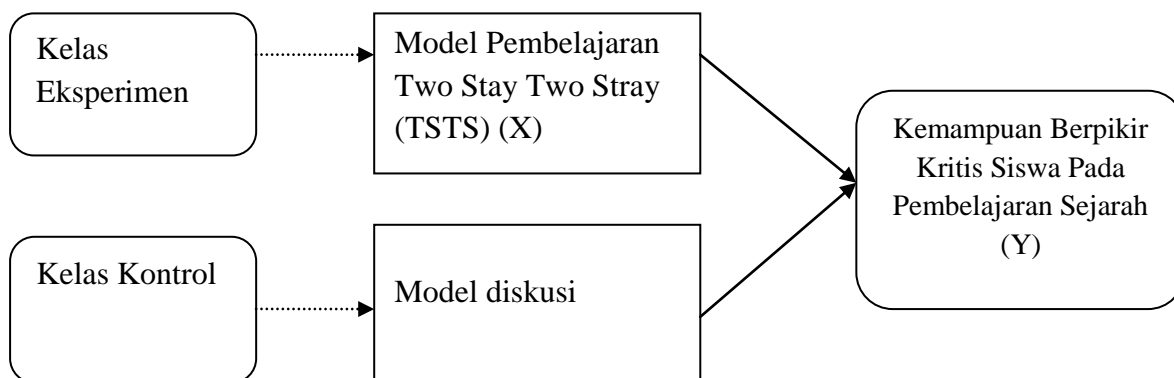 Kelas
Eksperimen
Model Pembelajaran
Two Stay Two Stray
(TSTS) (X)
Kemampuan Berpikir
Kritis Siswa Pada
Pembelajaran Sejarah
(Y)
Kelas Kontrol
Model diskusi